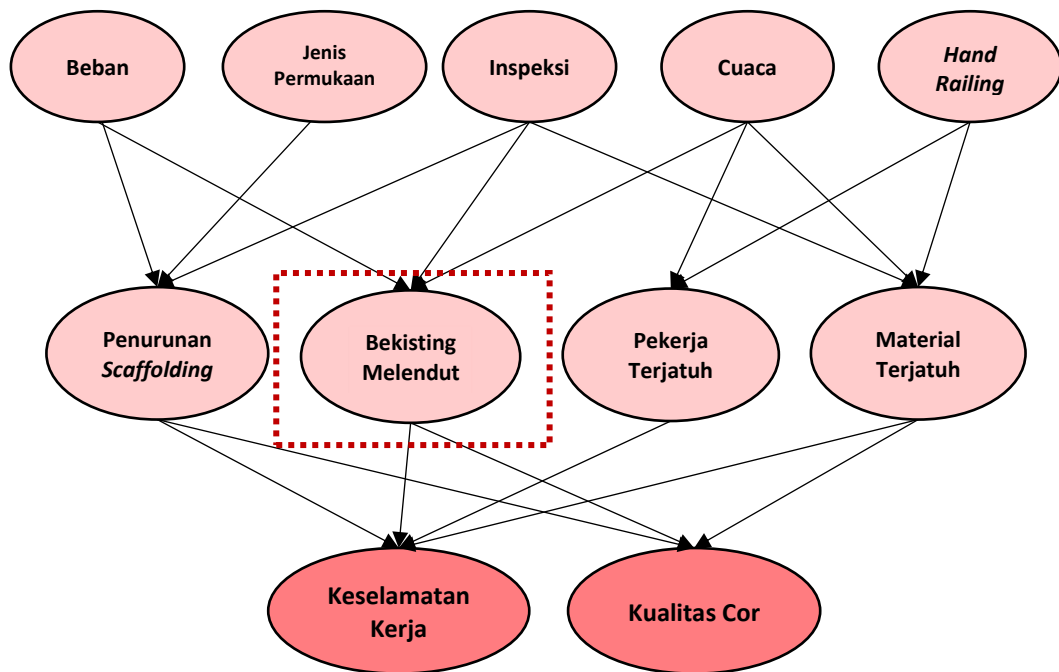 Beban
Jenis
Permukaan
Inspeksi
Cuaca
Hand
Railing
Penurunan
Scaffolding
Bekisting
Melendut
Pekerja
Terjatuh
Material
Terjatuh
Keselamatan
Kerja
Kualitas Cor